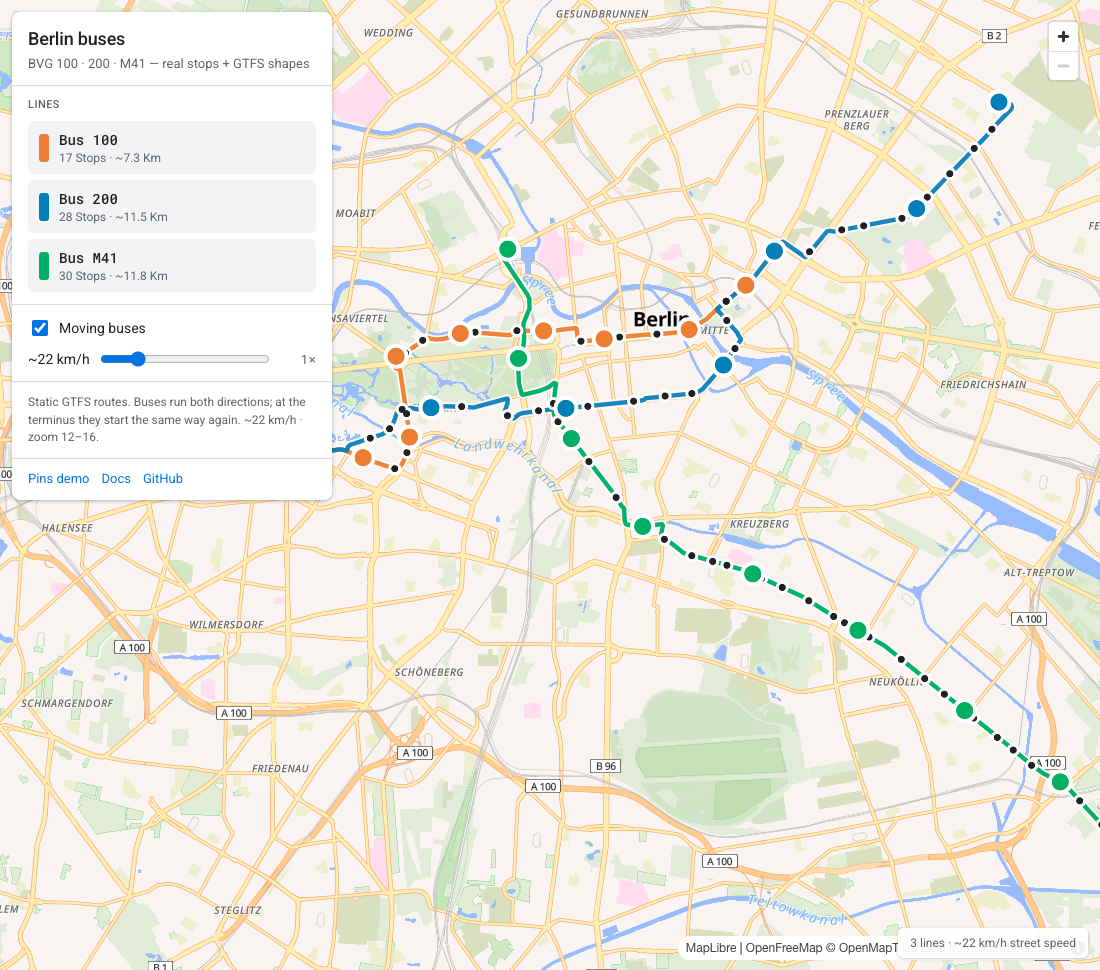 Berlin buses
BVG 100 · 200 · M41 — real stops + GTFS shapes
LINES
Bus 100
17 Stops · ~7.3 Km
Bus 200
28 Stops · ~11.5 Km
Bus M41
30 Stops · ~11.8 Km
Moving buses
~22 km/h
1×
Static GTFS routes. Buses run both directions; at the
terminus they start the same way again. ~22 km/h ·
zoom 12–16.
Pins demo Docs GitHub
GESUNDBRUNNEN
WEDDING
B 2
+
−
PRENZLAUER
BERG
MOABIT
Spree
NSAVIERTEL
Berlin
MITTE
Spree
FRIEDRICHSHAIN
Landwehrkanal
KREUZBERG
HALENSEE
ALT-TREPTOW
A 100
WILMERSDORF
A 100
SCHÖNEBERG
NEUKÖLLN
SCHMARGENDORF
A 100
A 100
A 100
B 96
FRIEDENAU
A 100
A 100
Teltowkanal
STEGLITZ
B 1
MapLibre | OpenFreeMap © OpenMapT
3 lines · ~22 km/h street speed